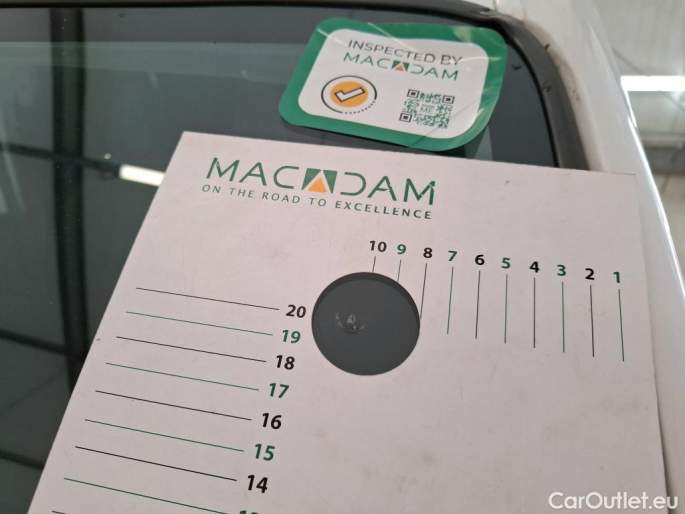 INSPECTED BY
MACADAM
MACADAM
ON THE ROAD TO EXCELLENCE
10 9 8 7 6 5 4 3 2 1
20
19
18
17
16
15
14
CarOutlet.eu